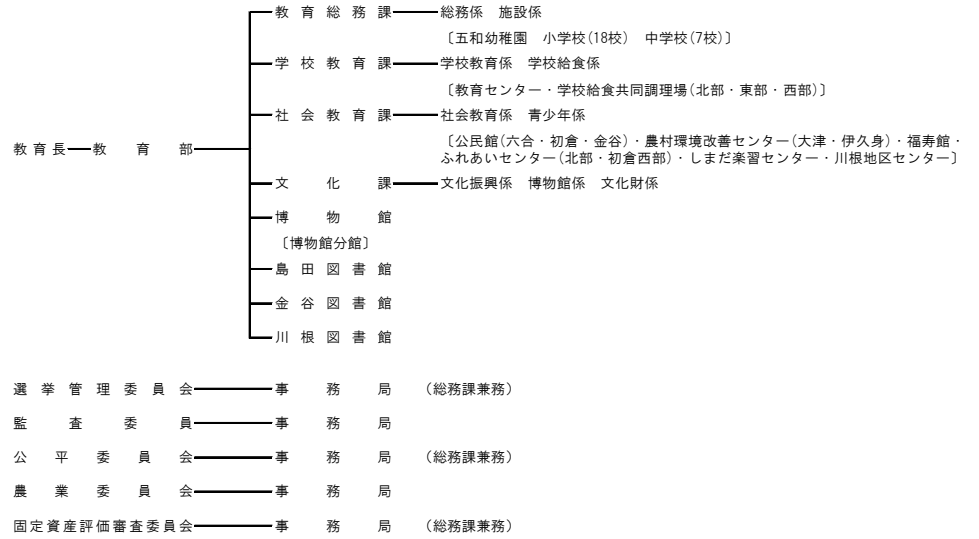 教育総務課 総務係 施設係
〔五和幼稚園 小学校(18校) 中学校(7校)〕
学校教育課 学校教育係 学校給食係
〔教育センター・学校給食共同調理場(北部・東部・西部)〕
社会教育課 社会教育係 青少年係
教育長 教育部
〔公民館(六合・初倉・金谷)・農村環境改善センター(大津・伊久身)・福寿館・
ふれあいセンター(北部・初倉西部)・しまだ楽習センター・川根地区センター〕
文化課 文化振興係 博物館係 文化財係
博物館
〔博物館分館〕
島田図書館
金谷図書館
川根図書館
選挙管理委員会 事務局 (総務課兼務)
監査委員 事務局
公平委員会 事務局 (総務課兼務)
農業委員会 事務局
固定資産評価審査委員会 事務局 (総務課兼務)